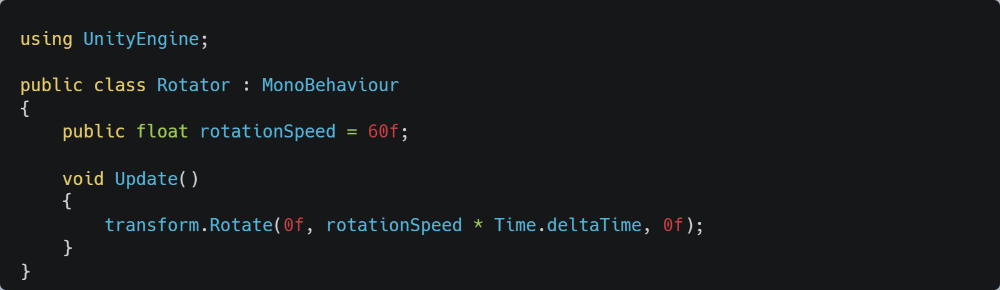 using UnityEngine;

public class Rotator : MonoBehaviour
{
    public float rotationSpeed = 60f;

    void Update()
    {
        transform.Rotate(0f, rotationSpeed * Time.deltaTime, 0f);
    }
}